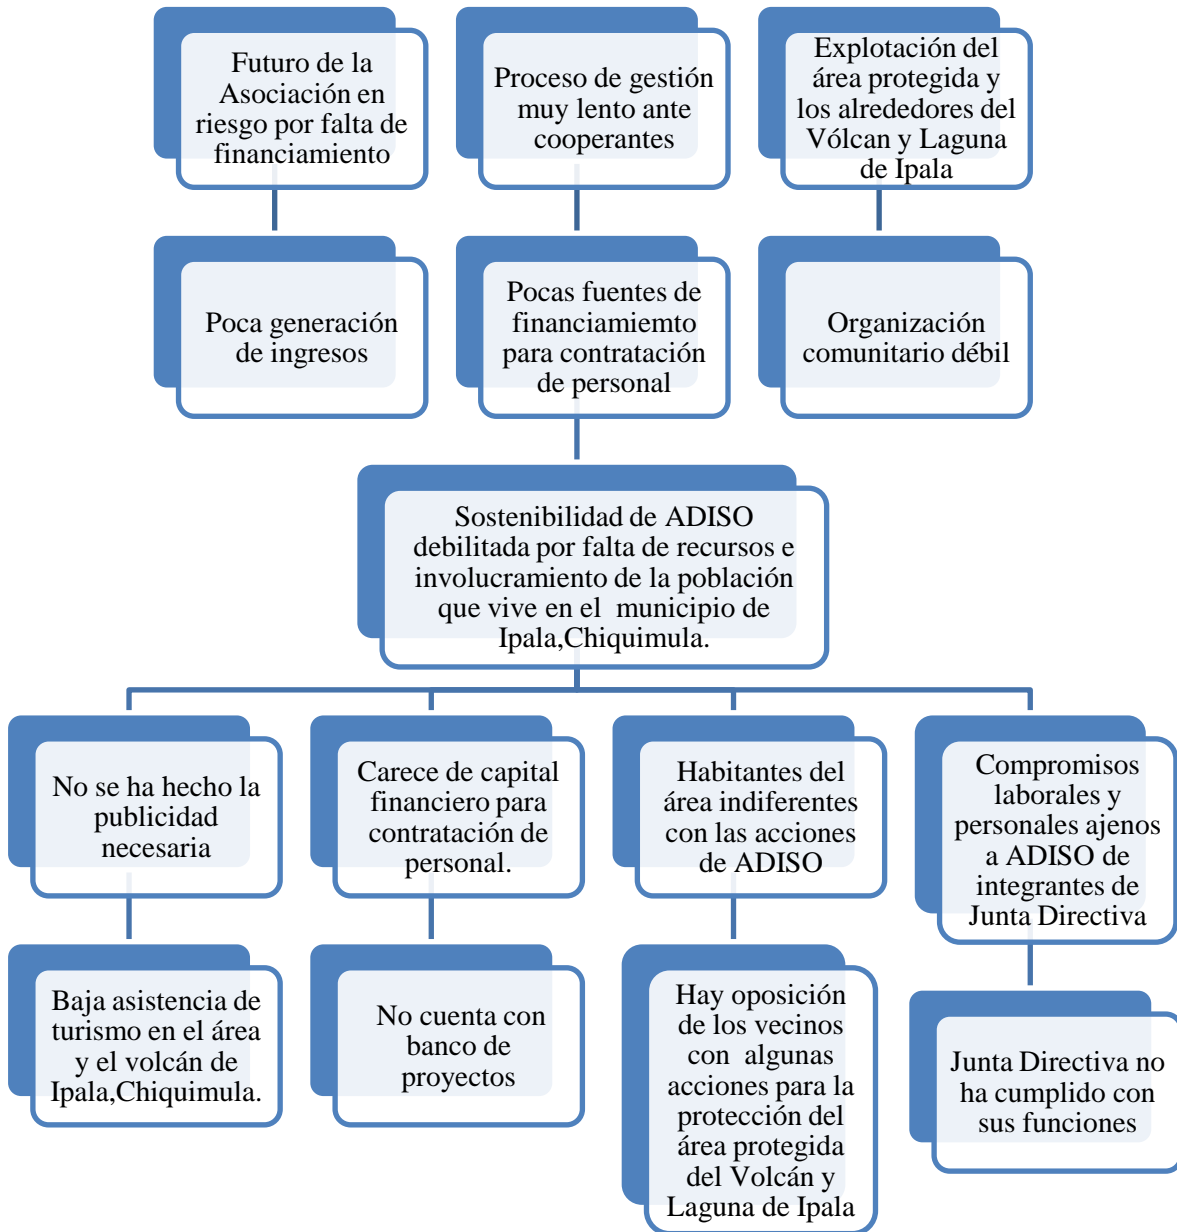 Futuro de la
Asociación en
riesgo por falta de
financiamiento
Proceso de gestión
muy lento ante
cooperantes
Explotación del
área protegida y
los alrededores del
Vólcan y Laguna
de Ipala
Poca generación
de ingresos
Pocas fuentes de
financiamiemto
para contratación
de personal
Organización
comunitario débil
Sostenibilidad de ADISO
debilitada por falta de recursos e
involucramiento de la población
que vive en el  municipio de
Ipala,Chiquimula.
No se ha hecho la
publicidad
necesaria
Carece de capital
financiero para
contratación de
personal.
Habitantes del
área indiferentes
con las acciones
de ADISO
Compromisos
laborales y
personales ajenos
a ADISO de
integrantes de
Junta Directiva
Baja asistencia de
turismo en el área
y el volcán de
Ipala,Chiquimula.
No cuenta con
banco de
proyectos
Hay oposición
de los vecinos
con  algunas
acciones para la
protección del
área protegida
del Volcán y
Laguna de Ipala
Junta Directiva no
ha cumplido con
sus funciones